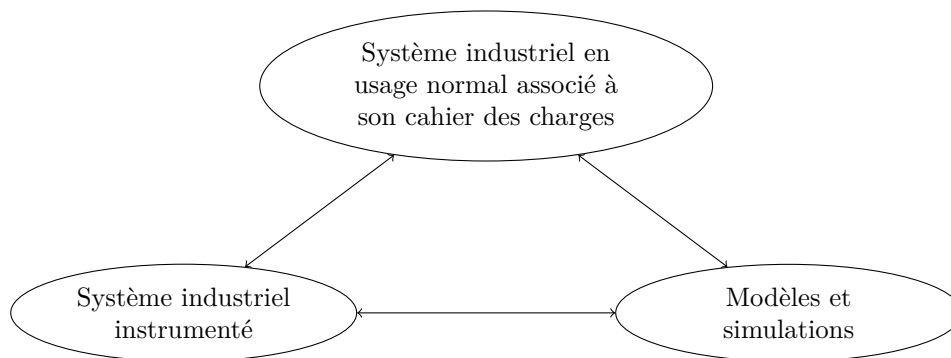 Système industriel en
usage normal associé à
son cahier des charges
Système industriel
instrumenté
Modèles et
simulations